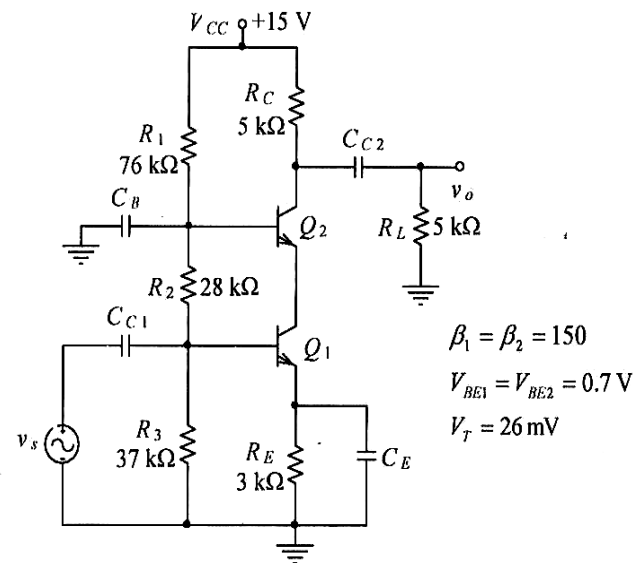 V_CC +15 V
R_C
5 kΩ
R_1
76 kΩ
C_C2
v_o
C_B
Q_2
R_L 5 kΩ
R_2 28 kΩ
C_C1
Q_1
β_1 = β_2 = 150
V_BE1 = V_BE2 = 0.7 V
V_T = 26 mV
v_s
R_3
37 kΩ
R_E
3 kΩ
C_E